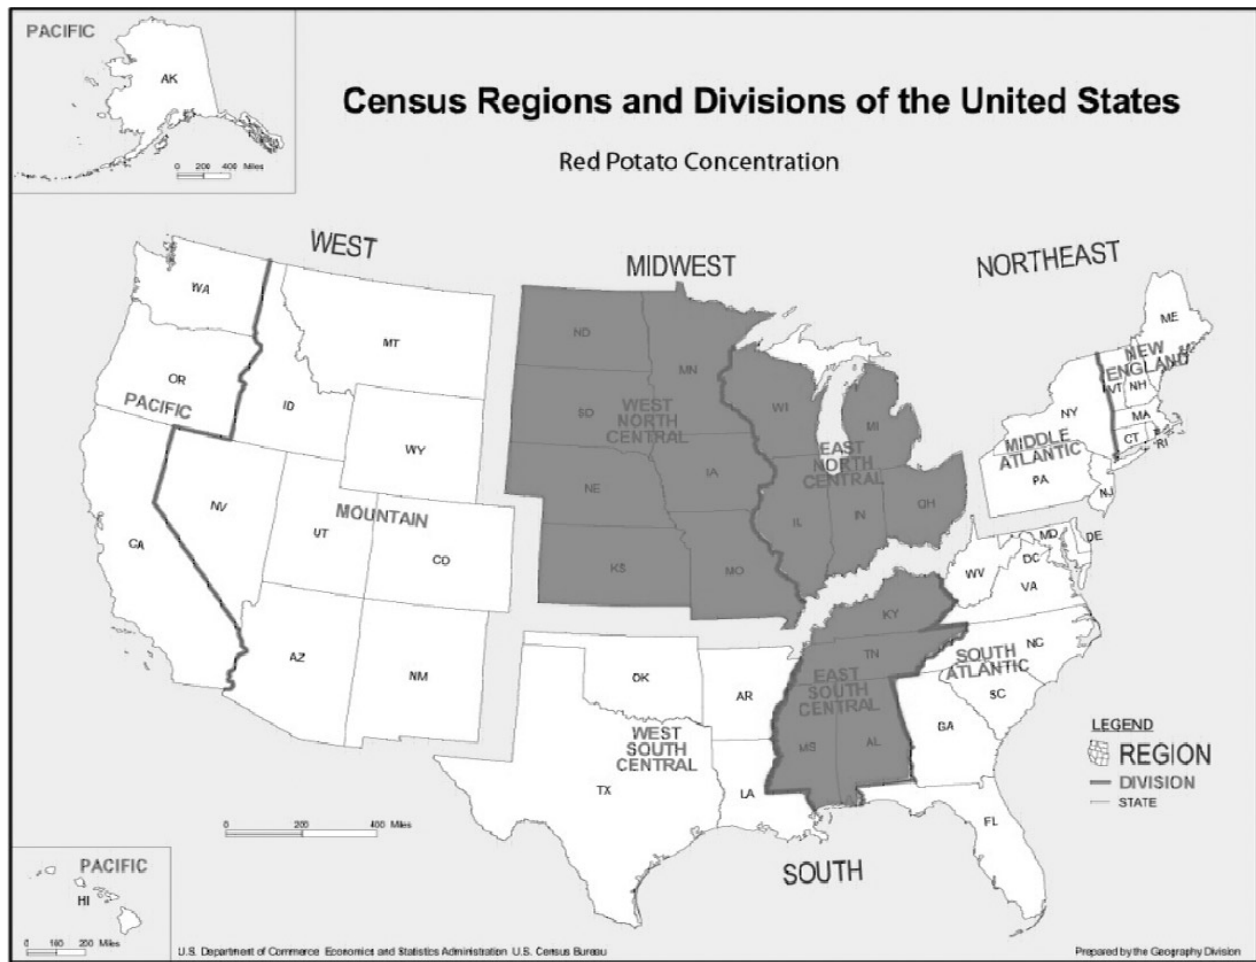 PACIFIC
AK
0 200 400 Miles
Census Regions and Divisions of the United States
Red Potato Concentration
WEST
MIDWEST
NORTHEAST
WA
MT
OR
ID
PACIFIC
WY
NV
UT
MOUNTAIN
CO
CA
AZ
NM
ND
MN
SD
WEST
NORTH
CENTRAL
NE
IA
KS
MO
WI
MI
EAST
NORTH
CENTRAL
IL
IN
OH
ME
NEW
ENGLAND
VT
NH
NY
MA
CT
RI
MIDDLE
ATLANTIC
PA
NJ
MD
DE
DC
WV
VA
KY
TN
NC
SOUTH
ATLANTIC
SC
EAST
SOUTH
CENTRAL
MS
AL
GA
FL
OK
AR
WEST
SOUTH
CENTRAL
TX
LA
SOUTH
LEGEND
REGION
DIVISION
STATE
0 200 400 Miles
PACIFIC
HI
0 100 200 Miles
U.S. Department of Commerce Economics and Statistics Administration U.S. Census Bureau
Prepared by the Geography Division